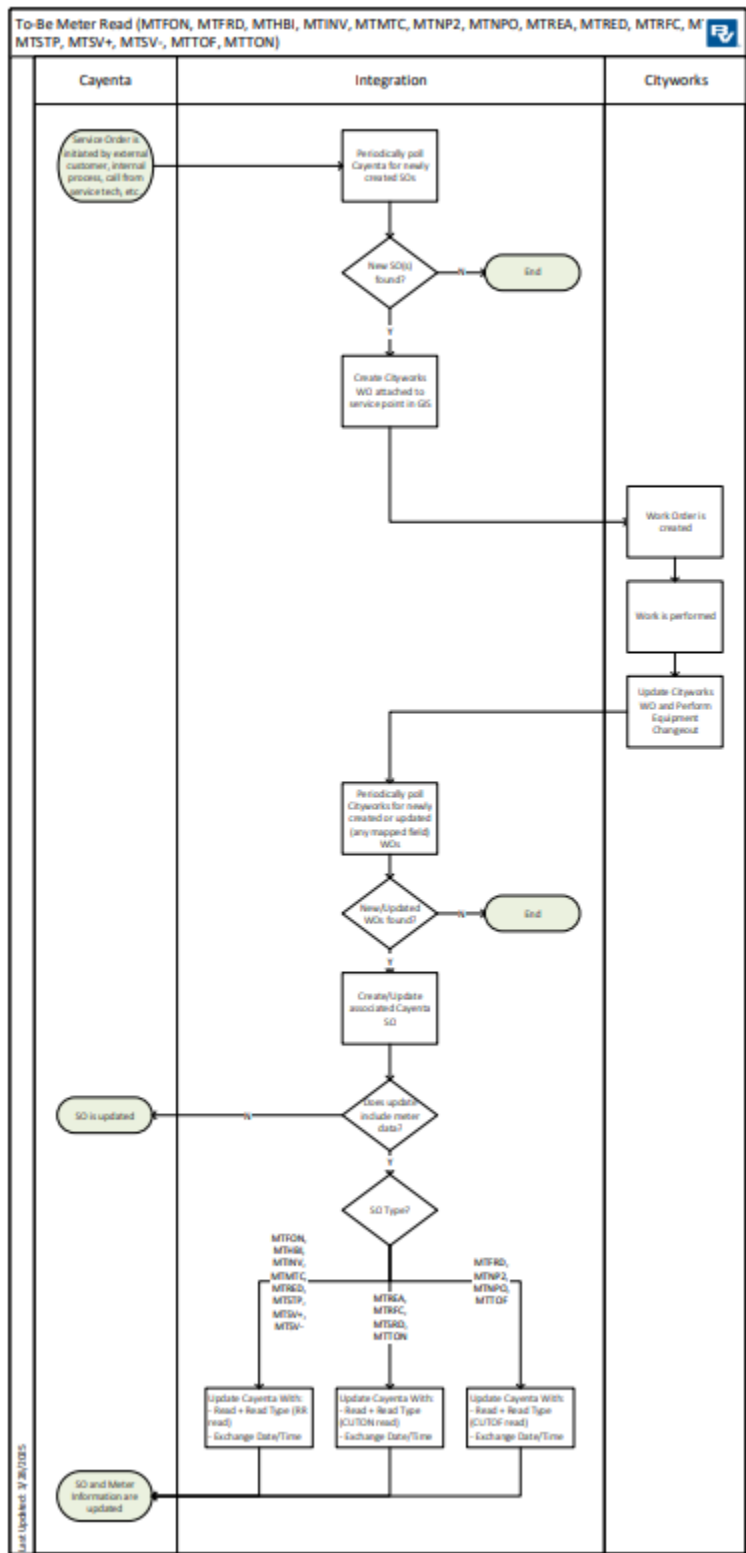 To-Be Meter Read (MTFON, MTFRD, MTHBI, MTINV, MTMTC, MTNP2, MTNPO, MTREA, MTRED, MTRFC,
MTSTP, MTSV+, MTSV-, MTTOF, MTTON)
BV
Cayenta
Integration
Cityworks
Service Order is
initiated by external
customer, internal
process, call from
service tech, etc.
Periodically poll
Cayenta for newly
created SOs
New SO(s)
found?
N
End
Y
Create Cityworks
WO attached to
service point in GIS
Work Order is
created
Work is performed
Update Cityworks
WO and Perform
Equipment
Changeout
Periodically poll
Cityworks for newly
created or updated
(any mapped field)
WOs
New/Updated
WOs found?
N
End
Y
Create/Update
associated Cayenta
SO
Does update
include meter
data?
N
SO is updated
Y
SO Type?
MTFON,
MTHBI,
MTINV,
MTMTC,
MTRED,
MTSTP,
MTSV+,
MTSV-
MTREA,
MTRFC,
MTSRO,
MTTON
MTFRD,
MTNP2,
MTNPO,
MTTOF
Update Cayenta With:
- Read + Read Type (RR
read)
- Exchange Date/Time
Update Cayenta With:
- Read + Read Type
(CUTON read)
- Exchange Date/Time
Update Cayenta With:
- Read + Read Type
(CUTOF read)
- Exchange Date/Time
SO and Meter
Information are
updated
Last Updated: